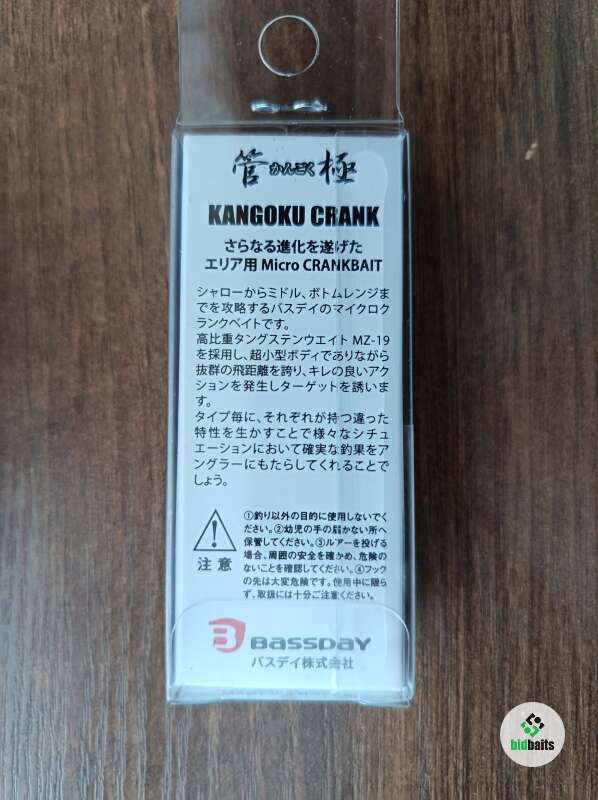 管かんごく極
KANGOKU CRANK
さらなる進化を遂げた
エリア用 Micro CRANKBAIT
シャローからミドル、ボトムレンジま
でを攻略するバスデイのマイクロク
ランクベイトです。
高比重タングステンウエイト MZ-19
を採用し、超小型ボディでありながら
抜群の飛距離を誇り、キレの良いアク
ションを発生しターゲットを誘いま
す。
タイプ毎に、それぞれが持つ違った
特性を生かすことで様々なシチュ
エーションにおいて確実な釣果をア
ングラーにもたらしてくれることで
しょう。
注意
①釣り以外の目的に使用しないでく
ださい。②幼児の手の届かない所へ
保管してください。③ルアーを投げる
場合、周囲の安全を確かめ、危険の
ないことを確認してください。④フック
の先は大変危険です。使用中に限ら
ず、取扱には十分ご注意ください。
BASSDAY
バスデイ株式会社
bidbaits